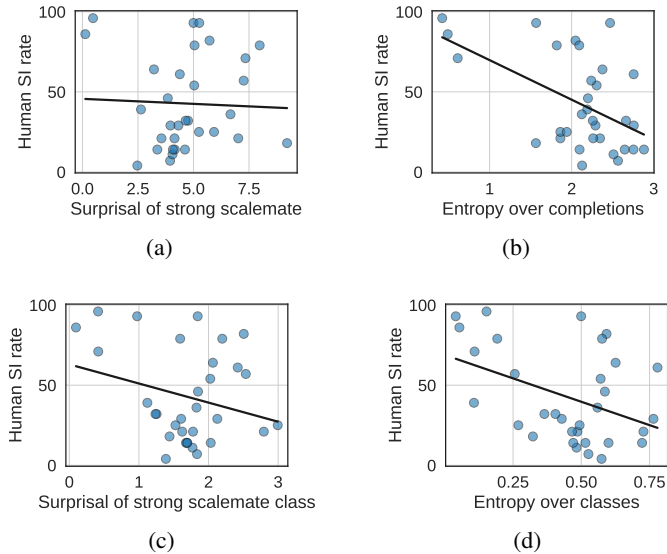 100
50
0
Human SI rate
0.0 2.5 5.0 7.5
Surprisal of strong scalemate
(a)
100
50
0
Human SI rate
1 2 3
Entropy over completions
(b)
100
50
0
Human SI rate
0 1 2 3
Surprisal of strong scalemate class
(c)
100
50
0
Human SI rate
0.25 0.50 0.75
Entropy over classes
(d)